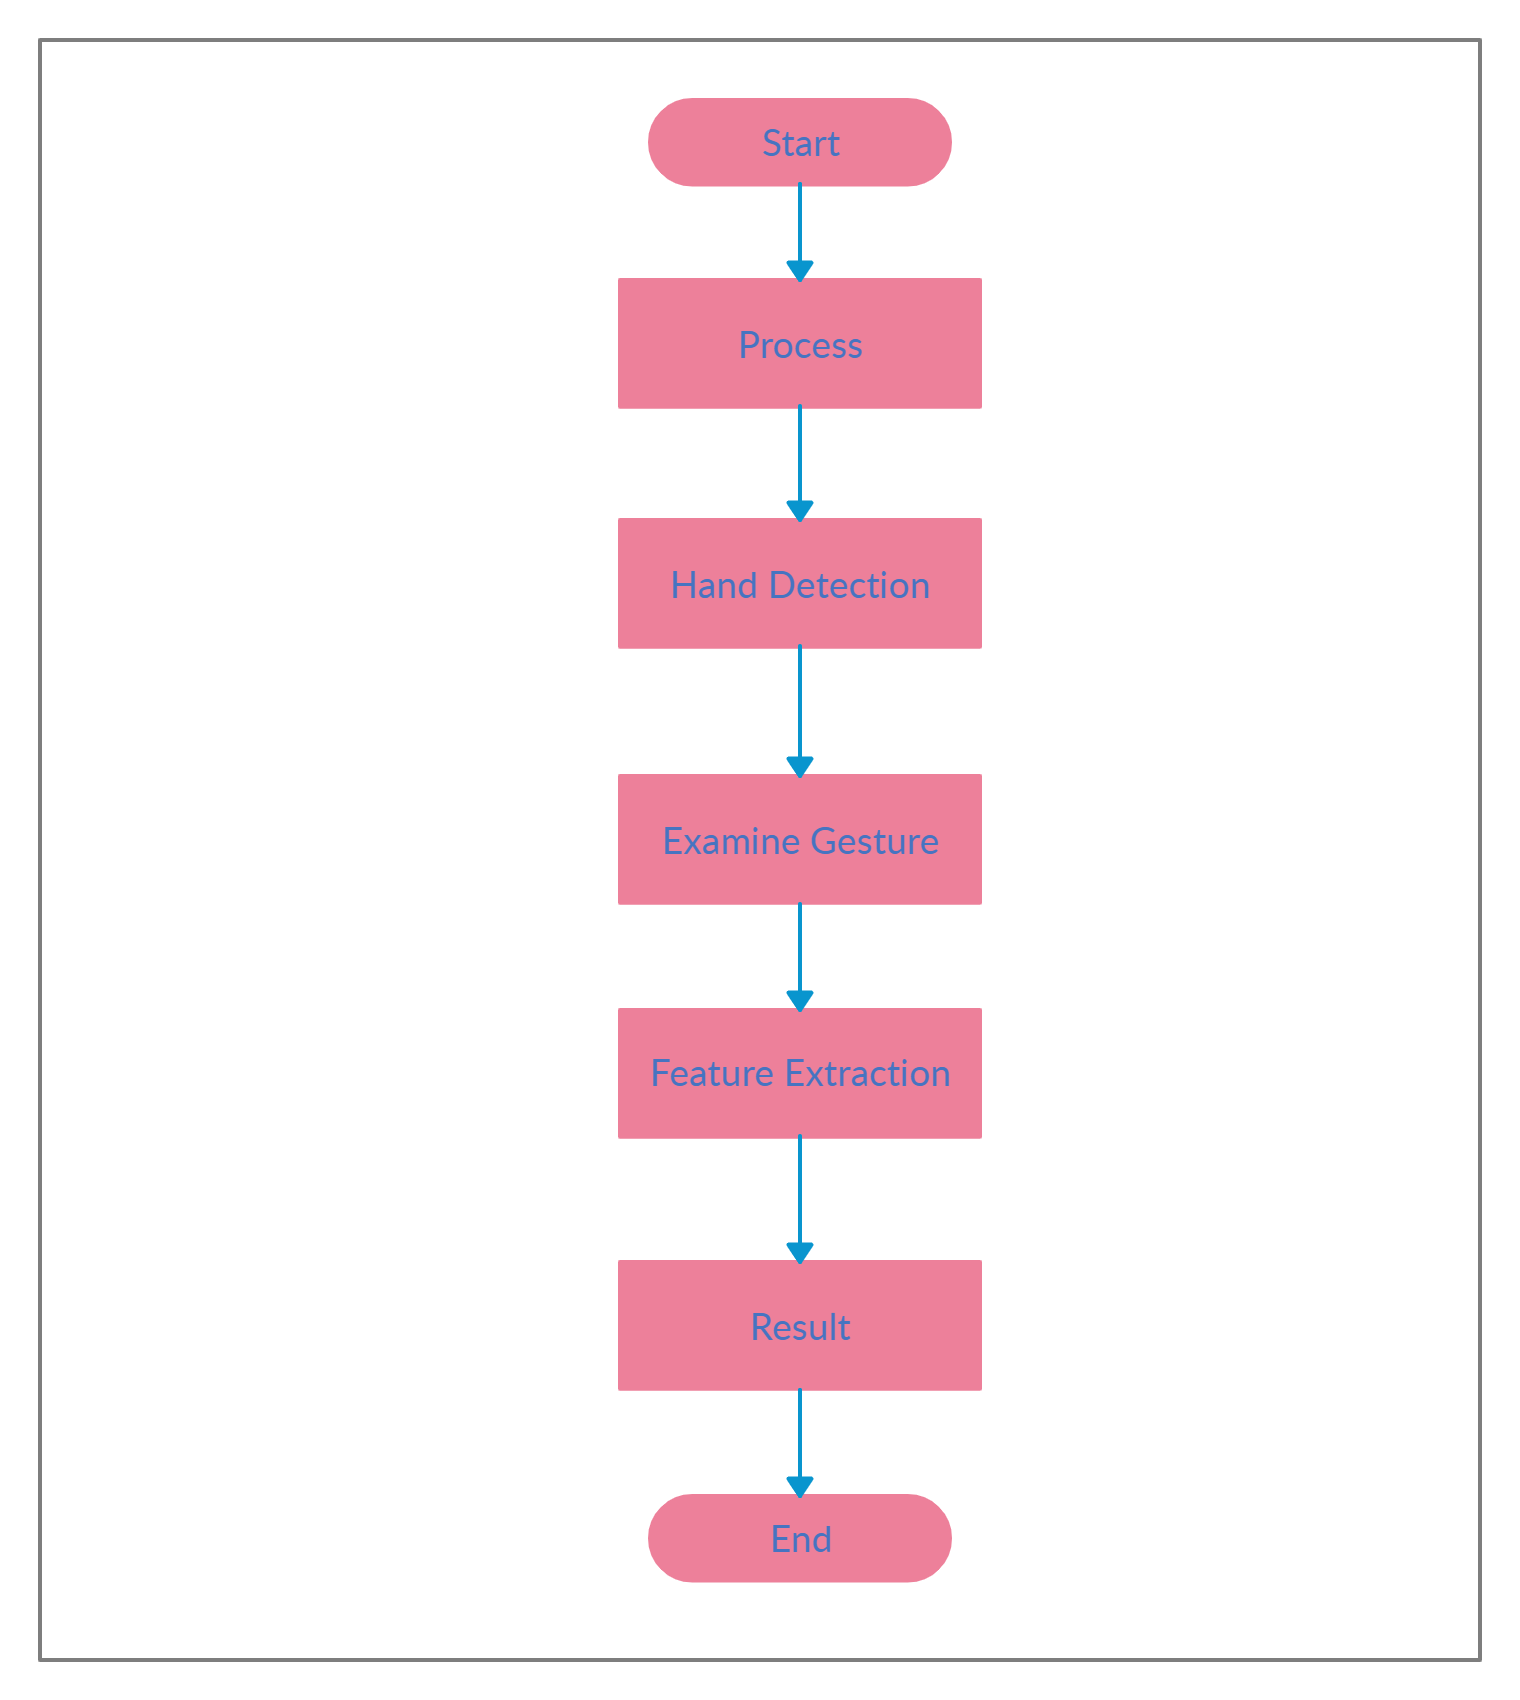 Start
Process
Hand Detection
Examine Gesture
Feature Extraction
Result
End